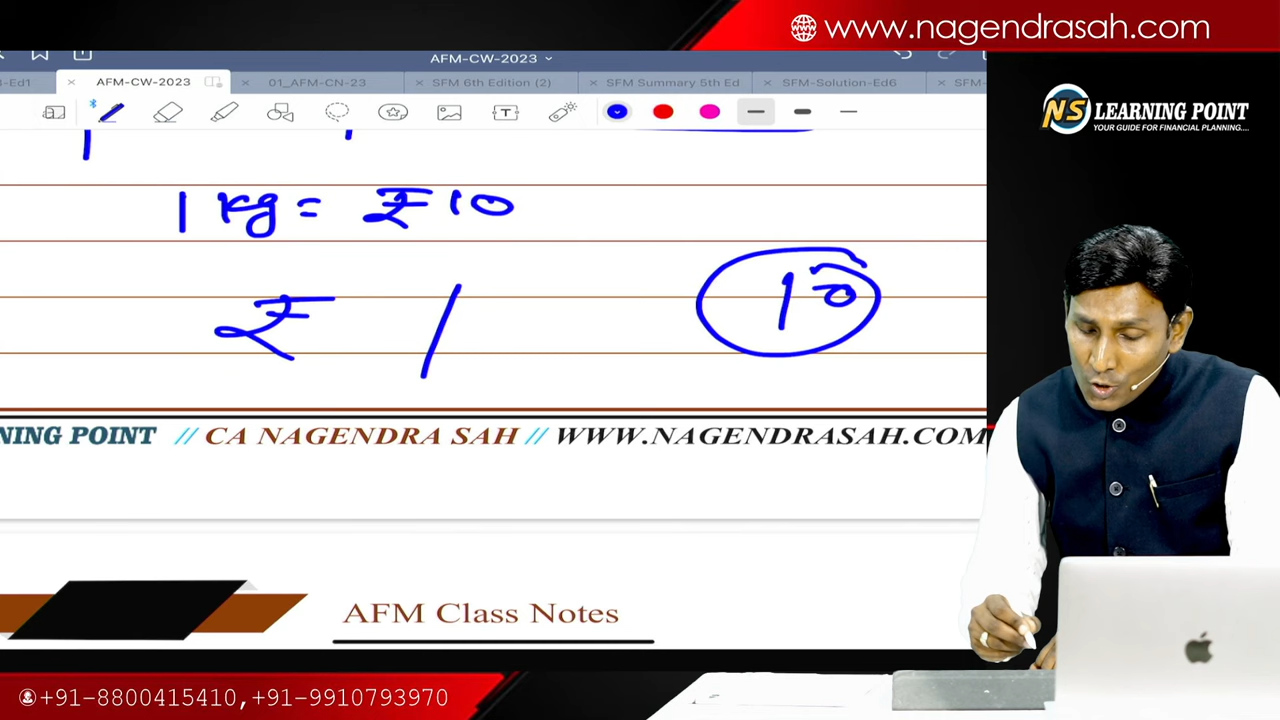 www.nagendrasah.com
AFM-CW-2023
-Ed1 × AFM-CW-2023 × 01_AFM-CN-23 × SFM 6th Edition (2) × SFM Summary 5th Ed × SFM-Solution-Ed6 × SFM-
NS LEARNING POINT
YOUR GUIDE FOR FINANCIAL PLANNING....
1 kg = ₹10
₹ /
NING POINT // CA NAGENDRA SAH // WWW.NAGENDRASAH.COM
AFM Class Notes
+91-8800415410,+91-9910793970